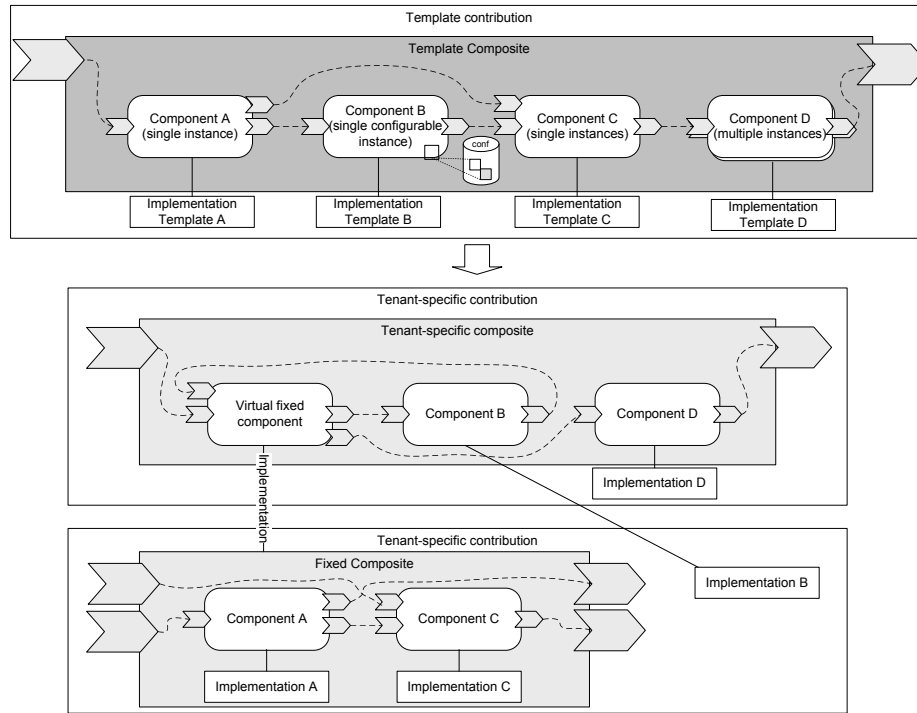 Template contribution
Template Composite
Component A
(single instance)
Component B
(single configurable
instance)
conf
Component C
(single instances)
Component D
(multiple instances)
Implementation
Template A
Implementation
Template B
Implementation
Template C
Implementation
Template D
Tenant-specific contribution
Tenant-specific composite
Virtual fixed
component
Component B
Component D
Implementation
Implementation D
Tenant-specific contribution
Fixed Composite
Component A
Component C
Implementation B
Implementation A
Implementation C